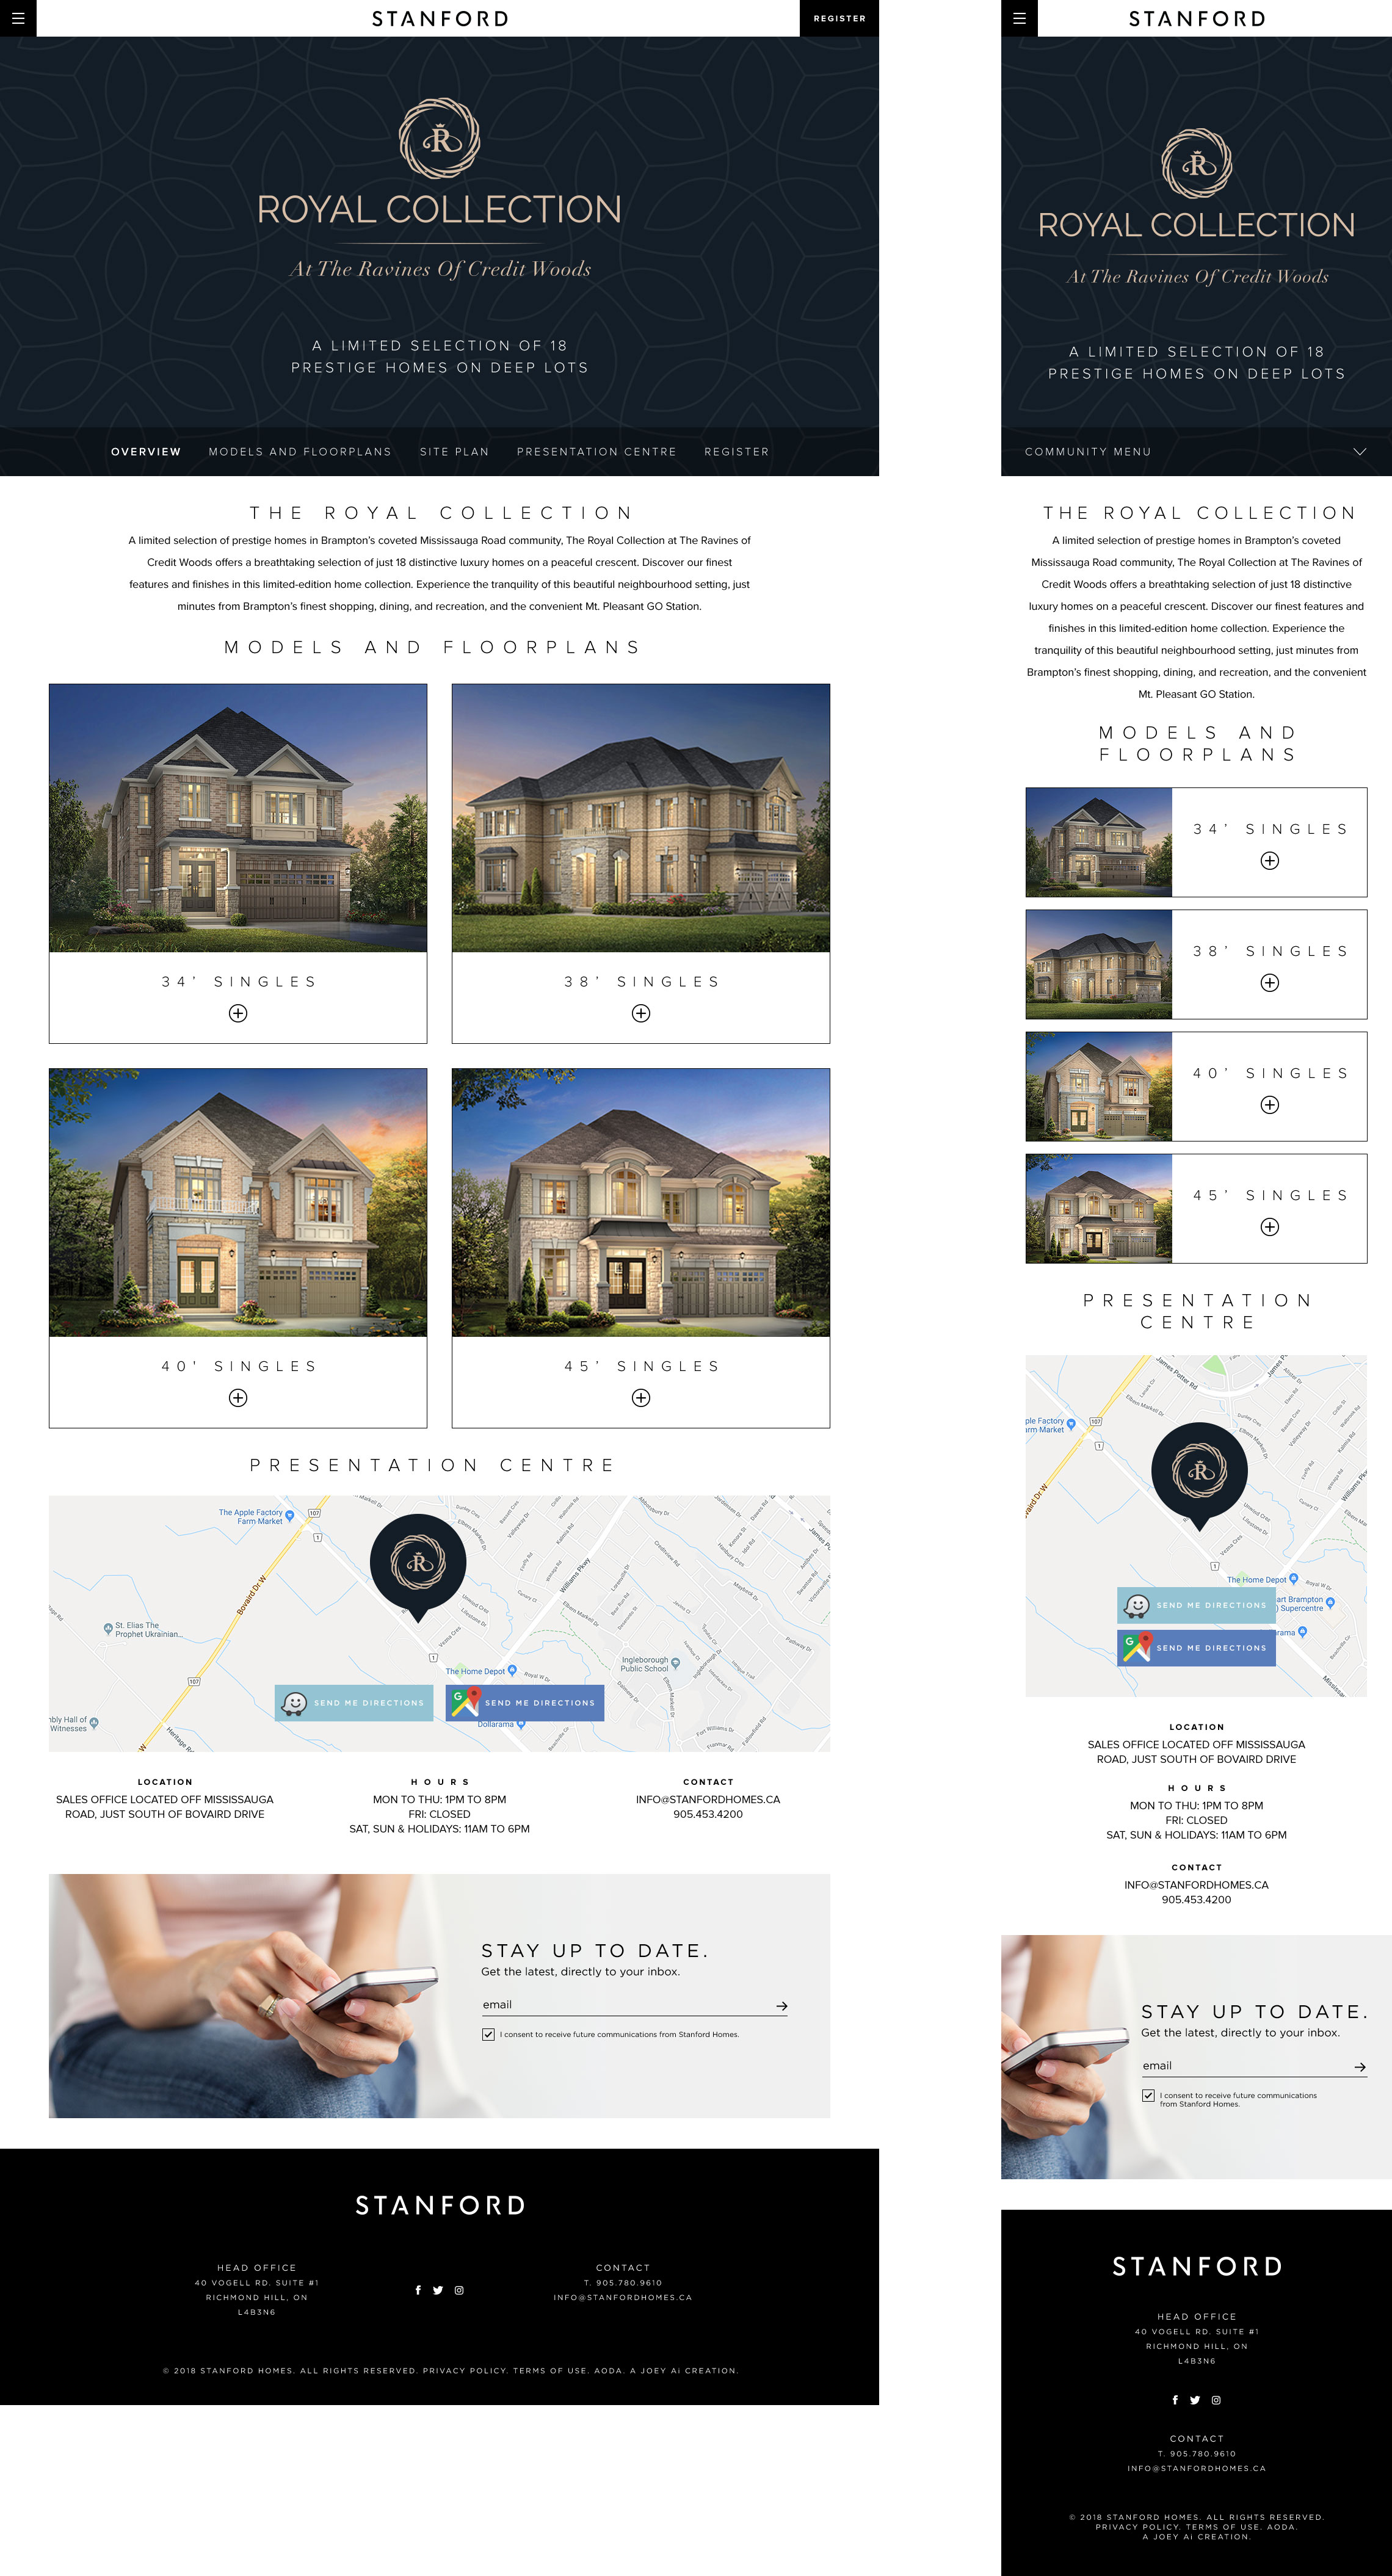 STANFORD
REGISTER
R
ROYAL COLLECTION
At The Ravines Of Credit Woods
A LIMITED SELECTION OF 18
PRESTIGE HOMES ON DEEP LOTS
OVERVIEW MODELS AND FLOORPLANS SITE PLAN PRESENTATION CENTRE REGISTER
THE ROYAL COLLECTION
A limited selection of prestige homes in Brampton’s coveted Mississauga Road community, The Royal Collection at The Ravines of
Credit Woods offers a breathtaking selection of just 18 distinctive luxury homes on a peaceful crescent. Discover our finest
features and finishes in this limited-edition home collection. Experience the tranquility of this beautiful neighbourhood setting, just
minutes from Brampton’s finest shopping, dining, and recreation, and the convenient Mt. Pleasant GO Station.
MODELS AND FLOORPLANS
34’ SINGLES
38’ SINGLES
40' SINGLES
45’ SINGLES
PRESENTATION CENTRE
The Apple Factory
Farm Market
107
1
Bovaird Dr W
St. Elias The
Prophet Ukrainian...
Williams Pkwy
R
1
The Home Depot
Royal W Dr
Ingleborough
Public School
107
SEND ME DIRECTIONS
G
SEND ME DIRECTIONS
Dollarama
Witnesses
LOCATION
SALES OFFICE LOCATED OFF MISSISSAUGA
ROAD, JUST SOUTH OF BOVAIRD DRIVE
HOURS
MON TO THU: 1PM TO 8PM
FRI: CLOSED
SAT, SUN & HOLIDAYS: 11AM TO 6PM
CONTACT
INFO@STANFORDHOMES.CA
905.453.4200
STAY UP TO DATE.
Get the latest, directly to your inbox.
email
I consent to receive future communications from Stanford Homes.
STANFORD
HEAD OFFICE
40 VOGELL RD. SUITE #1
RICHMOND HILL, ON
L4B3N6
CONTACT
T. 905.780.9610
INFO@STANFORDHOMES.CA
© 2018 STANFORD HOMES. ALL RIGHTS RESERVED. PRIVACY POLICY. TERMS OF USE. AODA. A JOEY Ai CREATION.
STANFORD
R
ROYAL COLLECTION
At The Ravines Of Credit Woods
A LIMITED SELECTION OF 18
PRESTIGE HOMES ON DEEP LOTS
COMMUNITY MENU
THE ROYAL COLLECTION
A limited selection of prestige homes in Brampton’s coveted
Mississauga Road community, The Royal Collection at The Ravines of
Credit Woods offers a breathtaking selection of just 18 distinctive
luxury homes on a peaceful crescent. Discover our finest features and
finishes in this limited-edition home collection. Experience the
tranquility of this beautiful neighbourhood setting, just minutes from
Brampton’s finest shopping, dining, and recreation, and the convenient
Mt. Pleasant GO Station.
MODELS AND
FLOORPLANS
34’ SINGLES
38’ SINGLES
40’ SINGLES
45’ SINGLES
PRESENTATION
CENTRE
James Potter Rd
ple Factory
arm Market
107
1
R
1
The Home Depot
Royal W Dr
art Brampton
Supercentre
SEND ME DIRECTIONS
G
SEND ME DIRECTIONS
rama
LOCATION
SALES OFFICE LOCATED OFF MISSISSAUGA
ROAD, JUST SOUTH OF BOVAIRD DRIVE
HOURS
MON TO THU: 1PM TO 8PM
FRI: CLOSED
SAT, SUN & HOLIDAYS: 11AM TO 6PM
CONTACT
INFO@STANFORDHOMES.CA
905.453.4200
STAY UP TO DATE.
Get the latest, directly to your inbox.
email
I consent to receive future communications
from Stanford Homes.
STANFORD
HEAD OFFICE
40 VOGELL RD. SUITE #1
RICHMOND HILL, ON
L4B3N6
CONTACT
T. 905.780.9610
INFO@STANFORDHOMES.CA
© 2018 STANFORD HOMES. ALL RIGHTS RESERVED.
PRIVACY POLICY. TERMS OF USE. AODA.
A JOEY Ai CREATION.